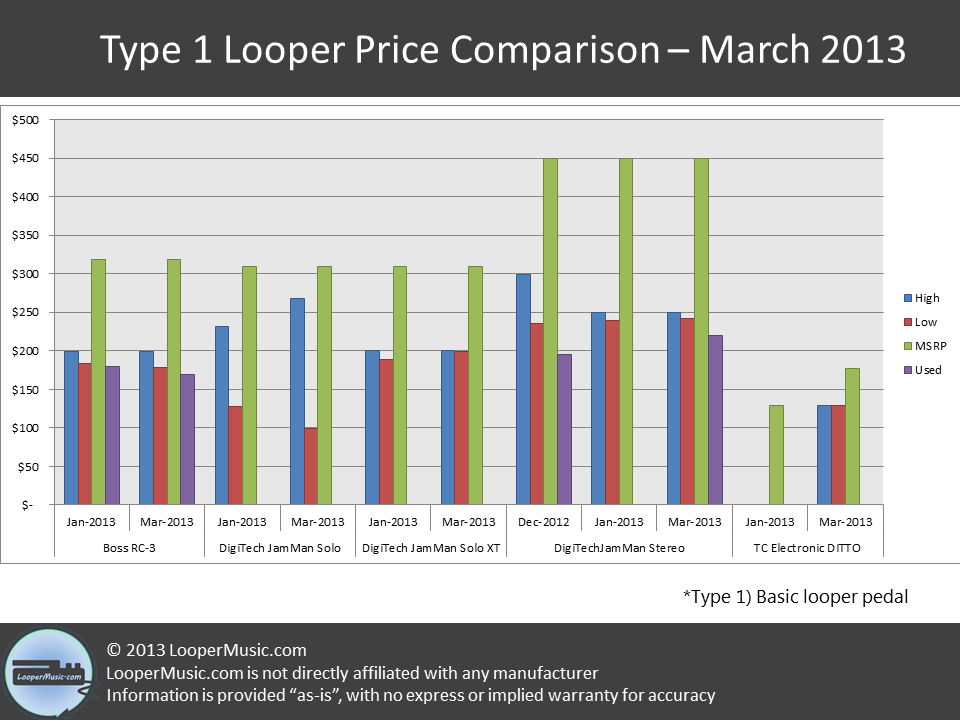 Type 1 Looper Price Comparison – March 2013
$500
$450
$400
$350
$300
$250
$200
$150
$100
$50
$-
High
Low
MSRP
Used
Jan-2013 Mar-2013 Jan-2013 Mar-2013 Jan-2013 Mar-2013 Dec-2012 Jan-2013 Mar-2013 Jan-2013 Mar-2013
Boss RC-3 DigiTech JamMan Solo DigiTech JamMan Solo XT DigiTechJamMan Stereo TC Electronic DITTO
*Type 1) Basic looper pedal
LooperMusic.com
© 2013 LooperMusic.com
LooperMusic.com is not directly affiliated with any manufacturer
Information is provided “as-is”, with no express or implied warranty for accuracy